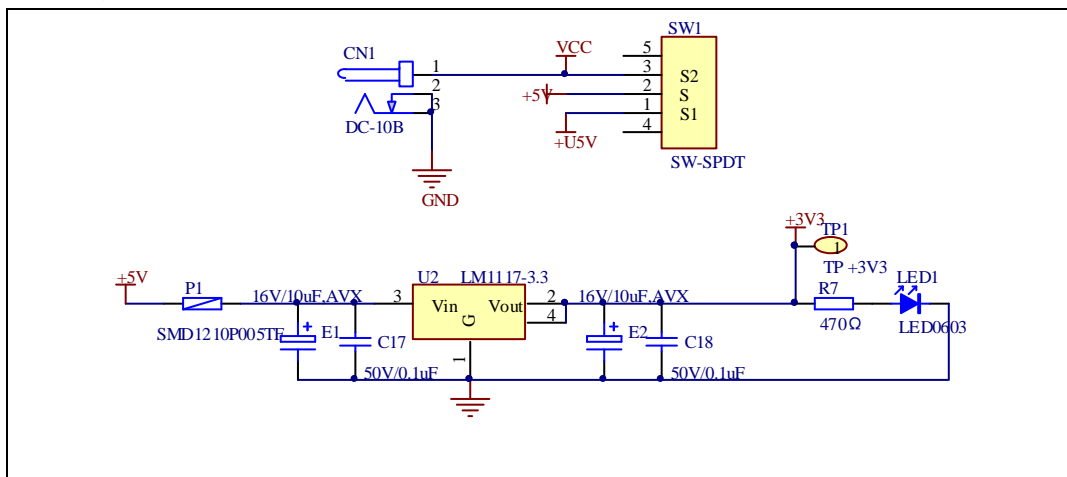 SW1
CN1
VCC
5
1
3
S2
2
+5V
2
S
3
1
S1
DC-10B
+U5V
4
SW-SPDT
GND
+3V3
TP1
1
+5V
P1
U2
LM1117-3.3
TP +3V3
LED1
16V/10uF,AVX
3
Vin
Vout
2
16V/10uF,AVX
R7
4
G
SMD1210P005TF
E1
C17
E2
C18
470Ω
LED0603
1
50V/0.1uF
50V/0.1uF